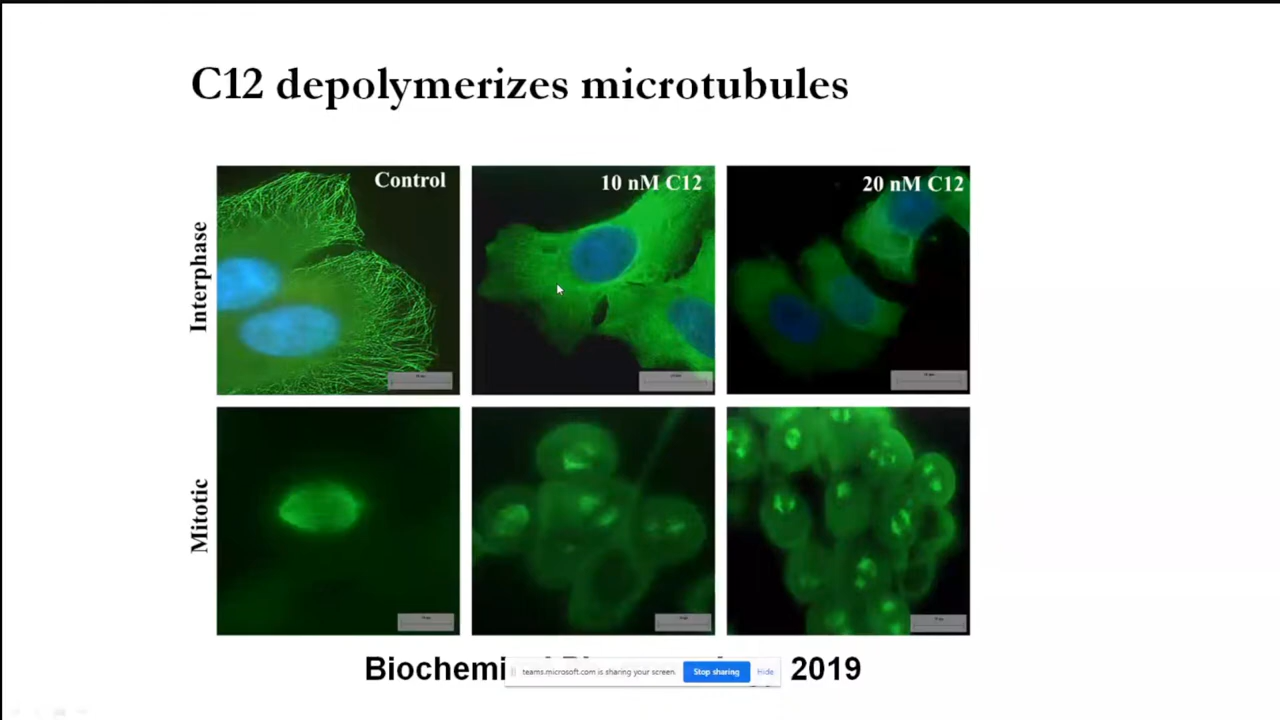 C12 depolymerizes microtubules
Control
10 nM C12
20 nM C12
Interphase
Mitotic
2019
teams.microsoft.com is sharing your screen.
Stop sharing
Hide